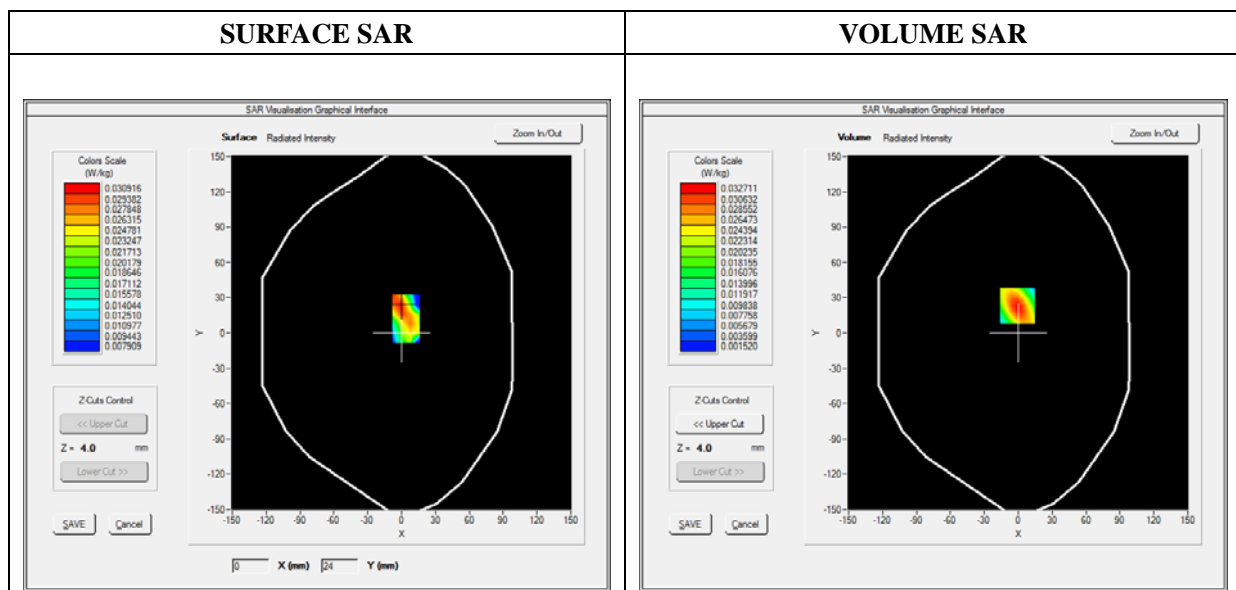 SURFACE SAR
VOLUME SAR
SAR Visualisation Graphical Interface
Surface Radiated Intensity
Zoom In/Out
Colors Scale
(W/kg)
0.030916
0.029382
0.027848
0.026315
0.024781
0.023247
0.021713
0.020179
0.018646
0.017112
0.015578
0.014044
0.012510
0.010977
0.009443
0.007909
Z-Cuts Control
<< Upper Cut
Z = 4.0 mm
Lower Cut >>
SAVE Cancel
150
120
90
60
30
0
-30
-60
-90
-120
-150
Y
-150 -120 -90 -60 -30 0 30 60 90 120 150
X
0 X (mm) 24 Y (mm)
SAR Visualisation Graphical Interface
Volume Radiated Intensity
Zoom In/Out
Colors Scale
(W/kg)
0.032711
0.030632
0.028552
0.026473
0.024394
0.022314
0.020235
0.018155
0.016076
0.013996
0.011917
0.009838
0.007758
0.005679
0.003599
0.001520
Z-Cuts Control
<< Upper Cut
Z = 4.0 mm
Lower Cut >>
SAVE Cancel
150
120
90
60
30
0
-30
-60
-90
-120
-150
Y
-150 -120 -90 -60 -30 0 30 60 90 120 150
X